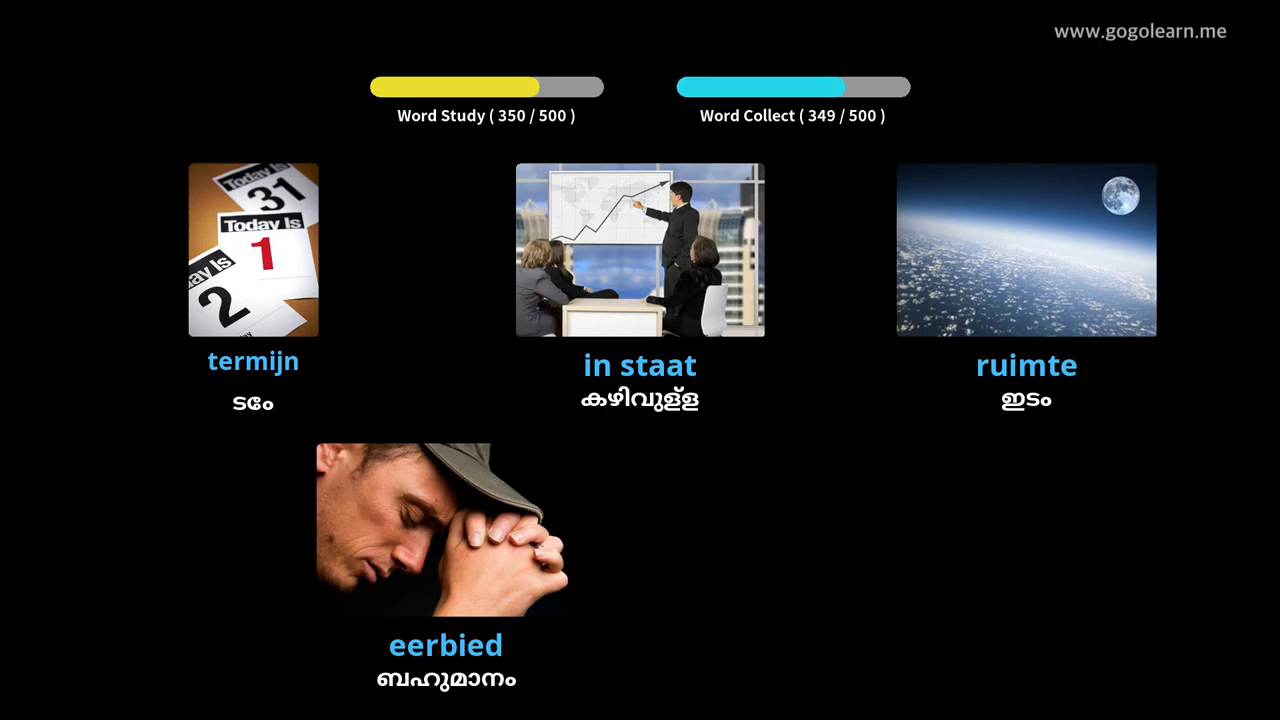 www.gogolearn.me
Word Study ( 350 / 500 )
Word Collect ( 349 / 500 )
Today Is
31
Today Is
1
ay Is
2
termijn
ടേം
in staat
കഴിവുള്ള
ruimte
ഇടം
eerbied
ബഹുമാനം